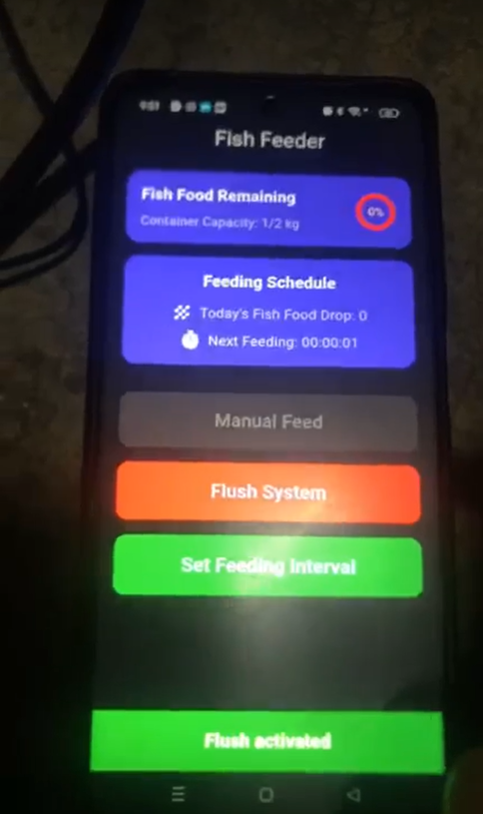 9:51
Fish Feeder
Fish Food Remaining
0%
Container Capacity: 1/2 kg
Feeding Schedule
Today's Fish Food Drop: 0
Next Feeding: 00:00:01
Manual Feed
Flush System
Set Feeding Interval
Flush activated